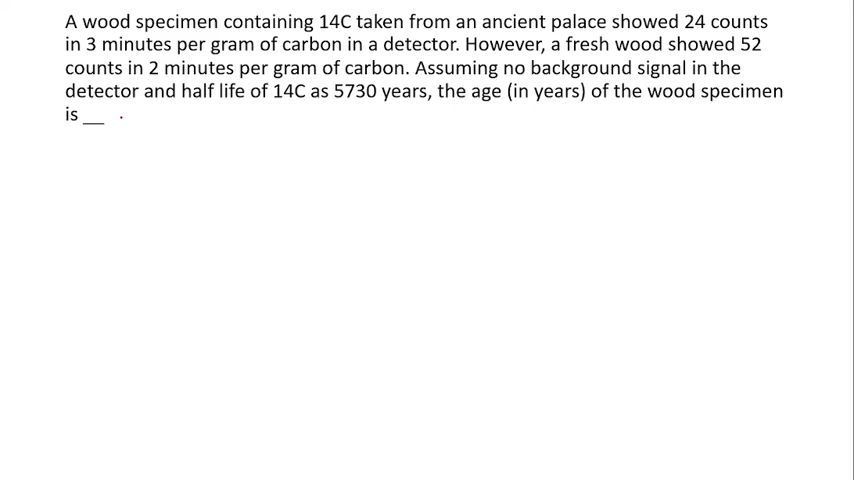 A wood specimen containing 14C taken from an ancient palace showed 24 counts
in 3 minutes per gram of carbon in a detector. However, a fresh wood showed 52
counts in 2 minutes per gram of carbon. Assuming no background signal in the
detector and half life of 14C as 5730 years, the age (in years) of the wood specimen
is __ .